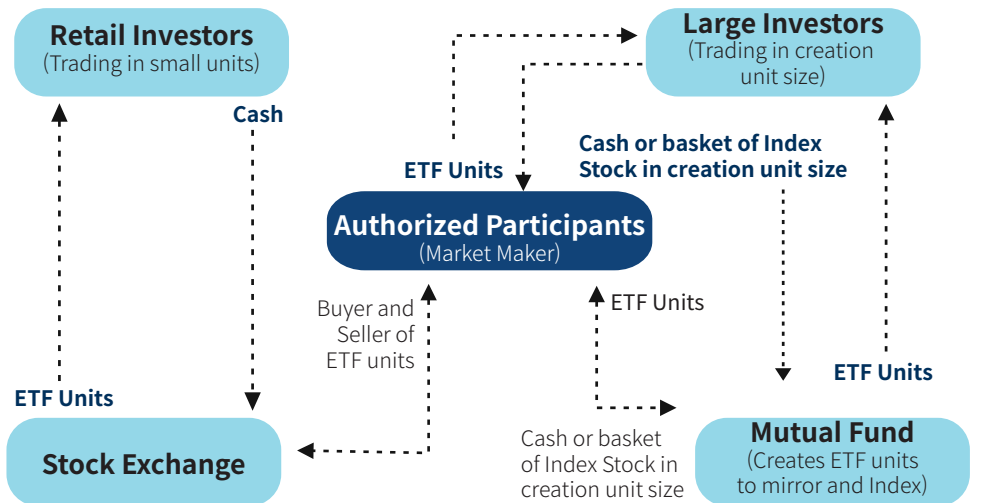 Retail Investors
(Trading in small units)
Large Investors
(Trading in creation
unit size)
Cash
Cash or basket of Index
Stock in creation unit size
ETF Units
Authorized Participants
(Market Maker)
Buyer and
Seller of
ETF units
ETF Units
ETF Units
ETF Units
Stock Exchange
Cash or basket
of Index Stock in
creation unit size
Mutual Fund
(Creates ETF units
to mirror and Index)